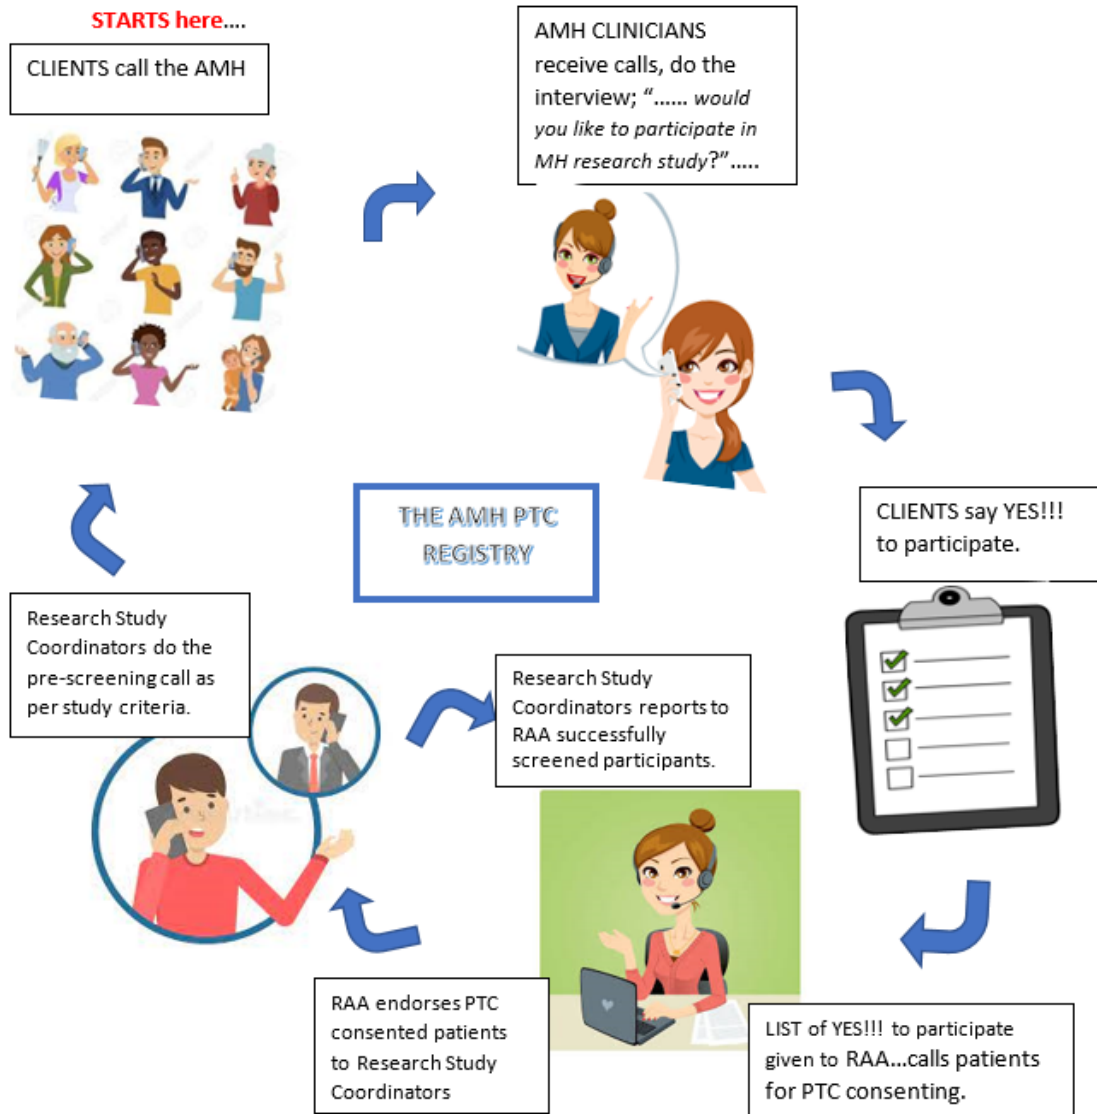 STARTS here....
CLIENTS call the AMH
AMH CLINICIANS
receive calls, do the
interview; “...... would
you like to participate in
MH research study?”.....
CLIENTS say YES!!!
to participate.
LIST of YES!!! to participate
given to RAA...calls patients
for PTC consenting.
RAA endorses PTC
consented patients
to Research Study
Coordinators
Research Study
Coordinators do the
pre-screening call as
per study criteria.
Research Study
Coordinators reports to
RAA successfully
screened participants.
THE AMH PTC
REGISTRY